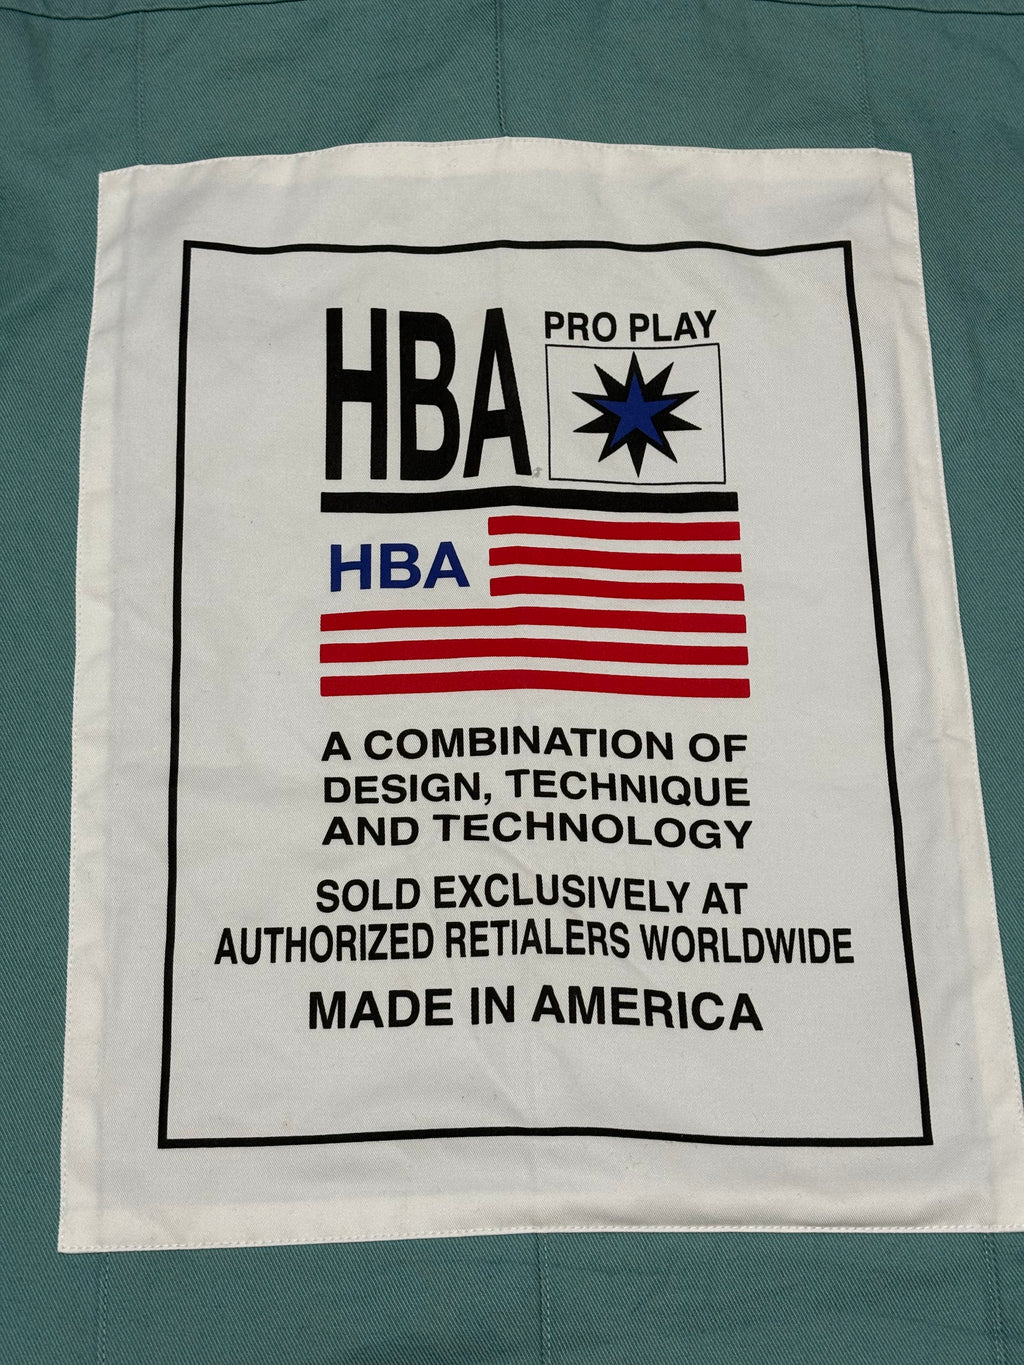 HBA
PRO PLAY
HBA
A COMBINATION OF
DESIGN, TECHNIQUE
AND TECHNOLOGY
SOLD EXCLUSIVELY AT
AUTHORIZED RETIALERS WORLDWIDE
MADE IN AMERICA